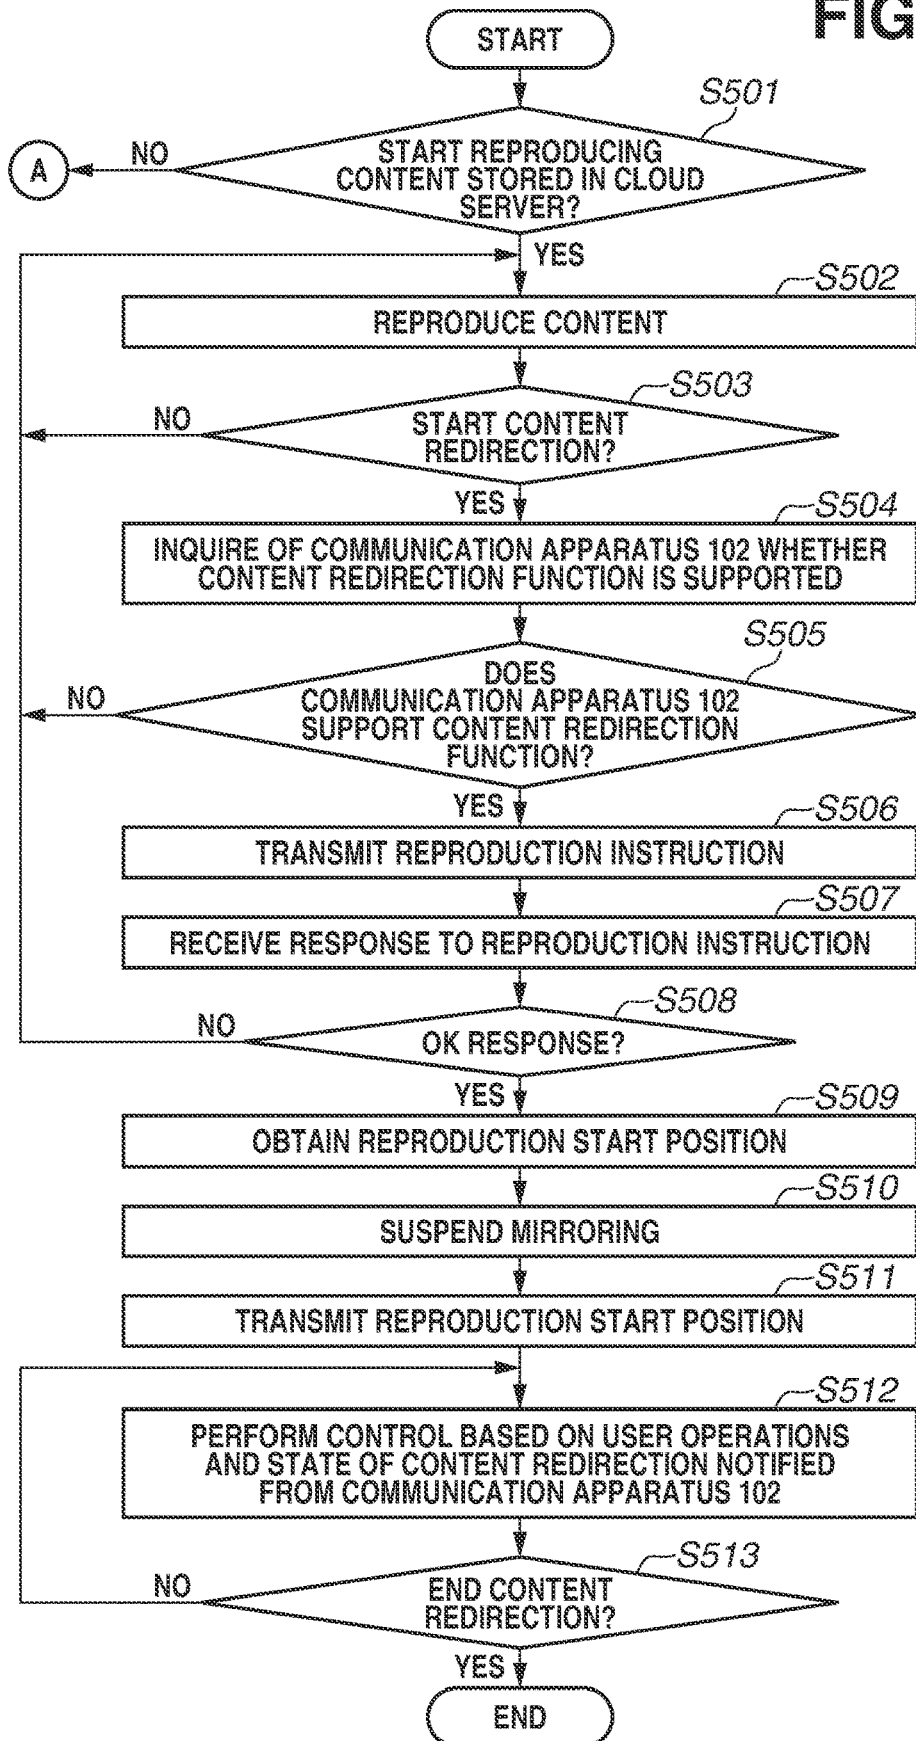 FIG
START
S501
START REPRODUCING
CONTENT STORED IN CLOUD
SERVER?
NO
A
YES
S502
REPRODUCE CONTENT
S503
START CONTENT
REDIRECTION?
NO
YES
S504
INQUIRE OF COMMUNICATION APPARATUS 102 WHETHER
CONTENT REDIRECTION FUNCTION IS SUPPORTED
S505
DOES
COMMUNICATION APPARATUS 102
SUPPORT CONTENT REDIRECTION
FUNCTION?
NO
YES
S506
TRANSMIT REPRODUCTION INSTRUCTION
S507
RECEIVE RESPONSE TO REPRODUCTION INSTRUCTION
S508
OK RESPONSE?
NO
YES
S509
OBTAIN REPRODUCTION START POSITION
S510
SUSPEND MIRRORING
S511
TRANSMIT REPRODUCTION START POSITION
S512
PERFORM CONTROL BASED ON USER OPERATIONS
AND STATE OF CONTENT REDIRECTION NOTIFIED
FROM COMMUNICATION APPARATUS 102
S513
END CONTENT
REDIRECTION?
NO
YES
END